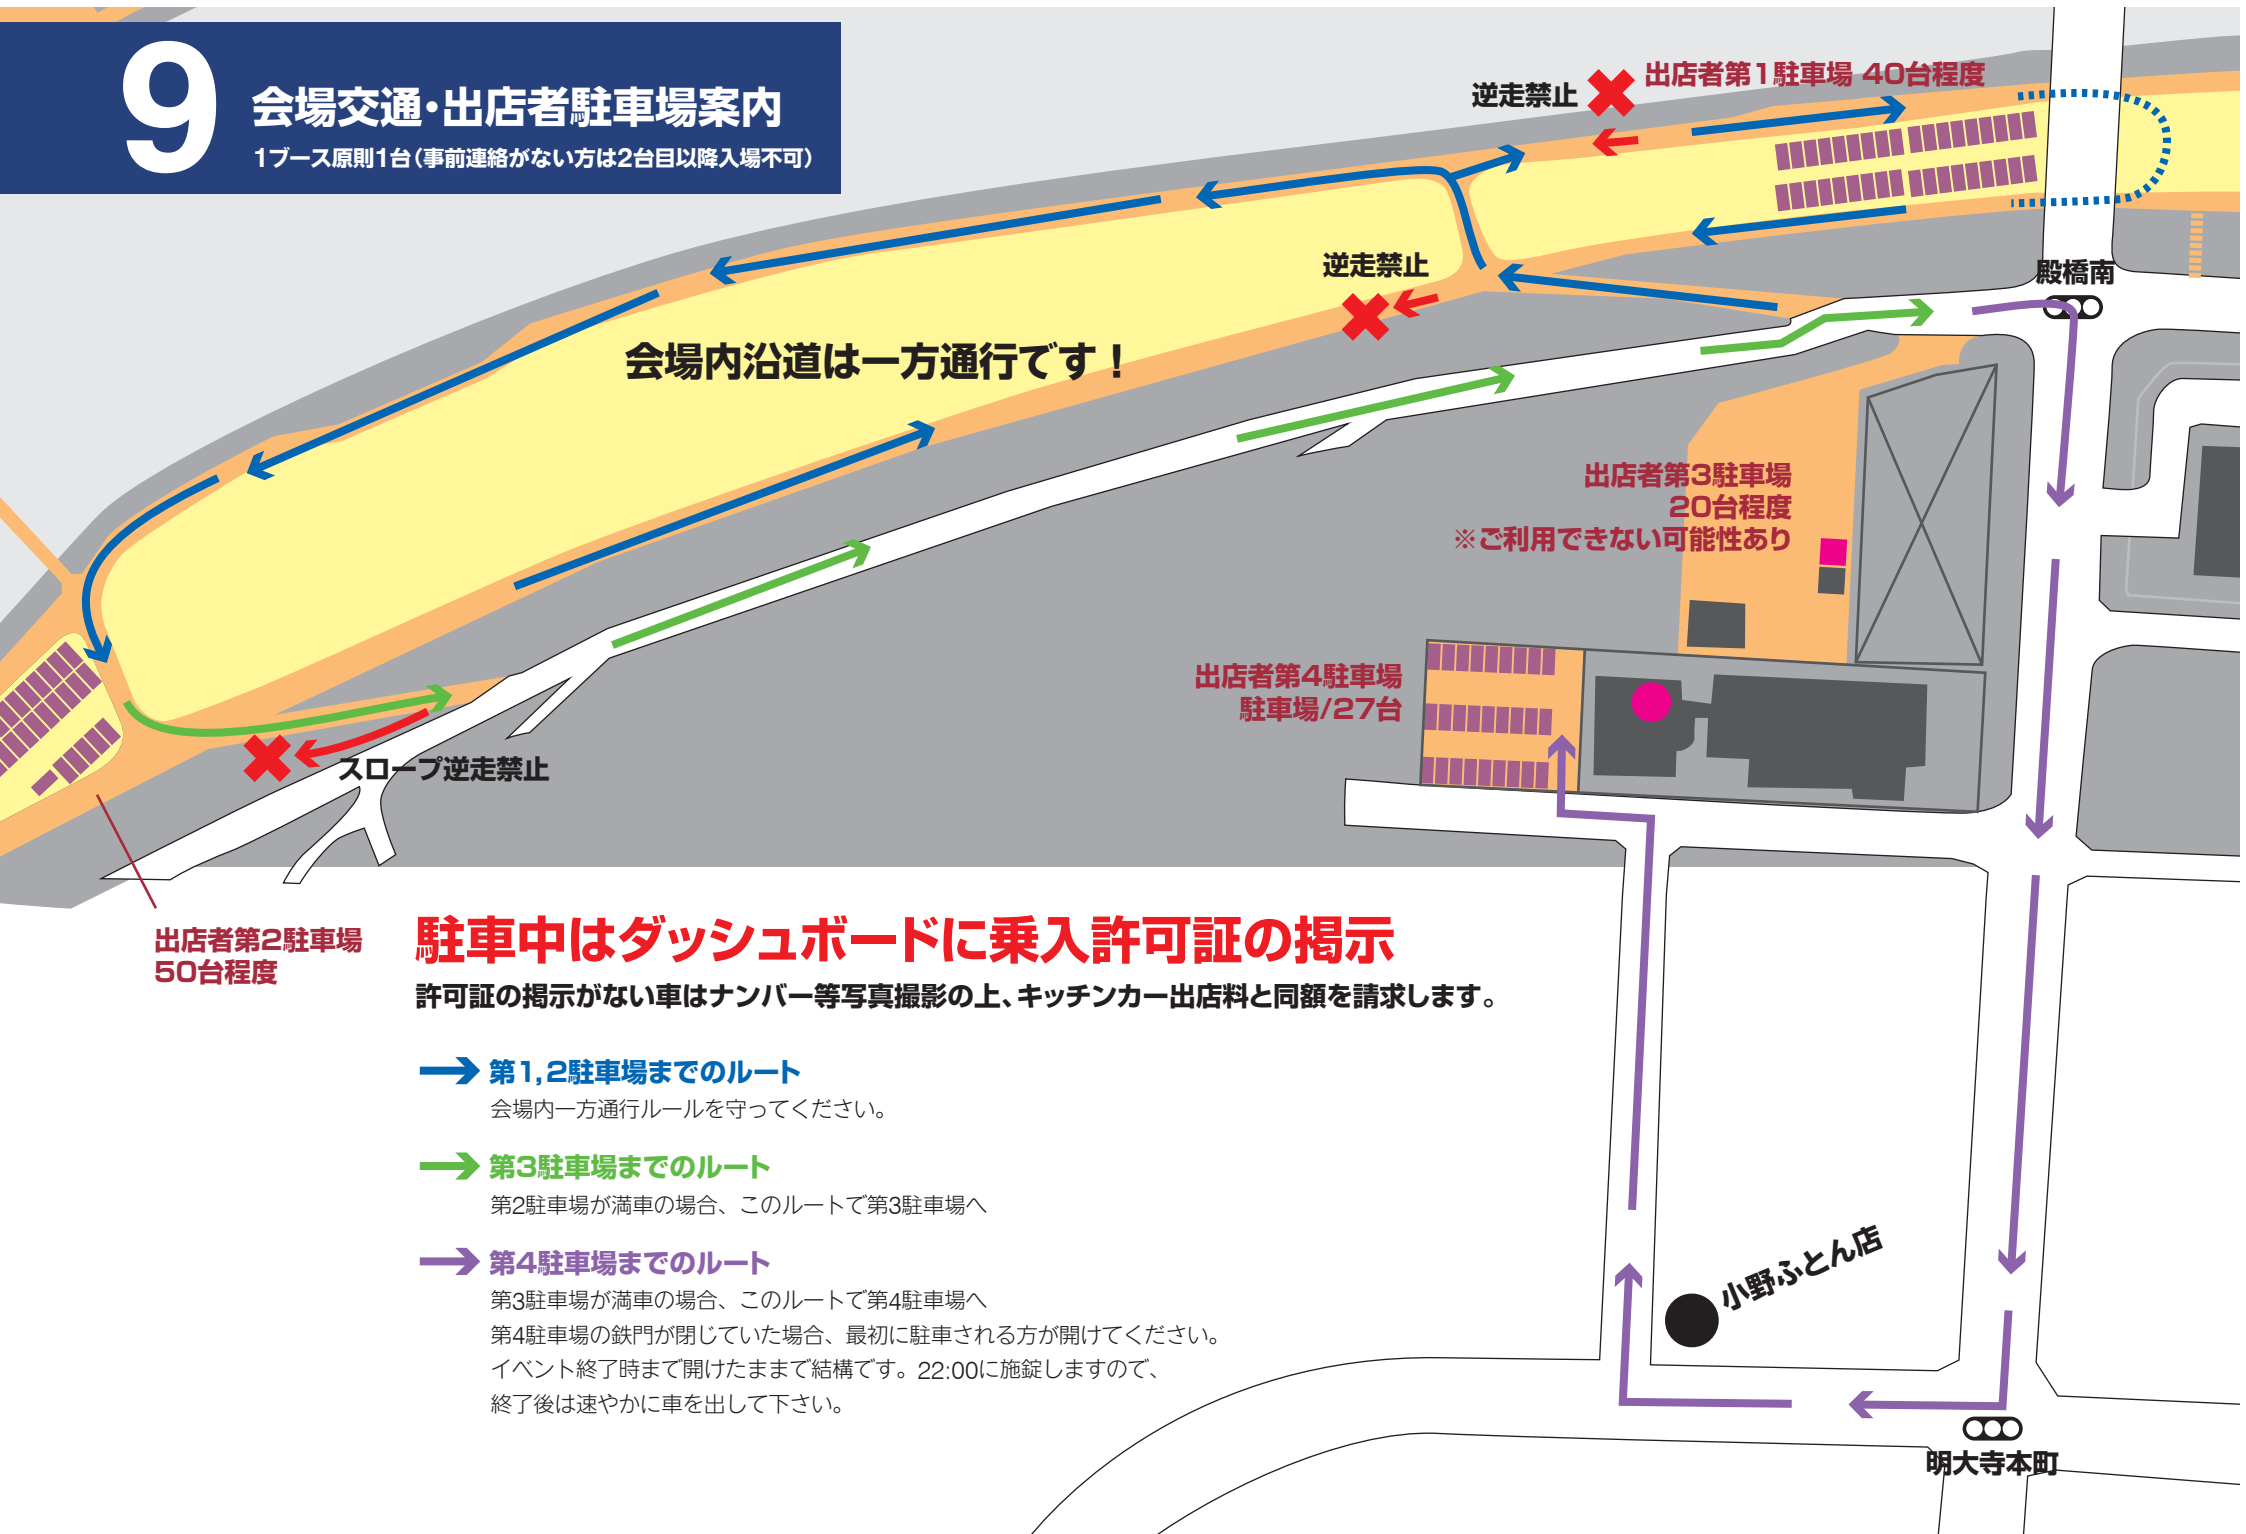 9
会場交通・出店者駐車場案内
1ブース原則1台（事前連絡がない方は2台目以降入場不可）
逆走禁止
出店者第1駐車場 40台程度
逆走禁止
殿橋南
会場内沿道は一方通行です！
出店者第3駐車場
20台程度
※ご利用できない可能性あり
出店者第4駐車場
駐車場/27台
スロープ逆走禁止
出店者第2駐車場
50台程度
駐車中はダッシュボードに乗入許可証の掲示
許可証の掲示がない車はナンバー等写真撮影の上、キッチンカー出店料と同額を請求します。
第1,2駐車場までのルート
会場内一方通行ルールを守ってください。
第3駐車場までのルート
第2駐車場が満車の場合、このルートで第3駐車場へ
第4駐車場までのルート
第3駐車場が満車の場合、このルートで第4駐車場へ
第4駐車場の鉄門が閉じていた場合、最初に駐車される方が開けてください。
イベント終了時まで開けたままで結構です。22:00に施錠しますので、
終了後は速やかに車を出して下さい。
小野ふとん店
明大寺本町